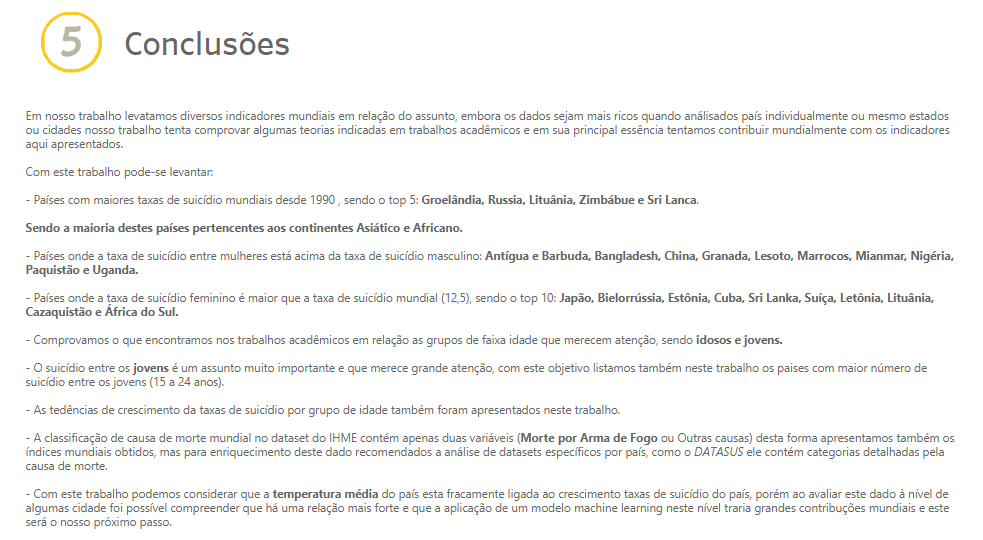 5 Conclusões
Em nosso trabalho levatamos diversos indicadores mundiais em relação do assunto, embora os dados sejam mais ricos quando análisados país individualmente ou mesmo estados
ou cidades nosso trabalho tenta comprovar algumas teorias indicadas em trabalhos acadêmicos e em sua principal essência tentamos contribuir mundialmente com os indicadores
aqui apresentados.
Com este trabalho pode-se levantar:
- Países com maiores taxas de suicídio mundiais desde 1990 , sendo o top 5: Groelândia, Russia, Lituânia, Zimbábue e Sri Lanca.
Sendo a maioria destes países pertencentes aos continentes Asiático e Africano.
- Países onde a taxa de suicídio entre mulheres está acima da taxa de suicídio masculino: Antígua e Barbuda, Bangladesh, China, Granada, Lesoto, Marrocos, Mianmar, Nigéria,
Paquistão e Uganda.
- Países onde a taxa de suicídio feminino é maior que a taxa de suicídio mundial (12,5), sendo o top 10: Japão, Bielorrússia, Estônia, Cuba, Sri Lanka, Suíça, Letônia, Lituânia,
Cazaquistão e África do Sul.
- Comprovamos o que encontramos nos trabalhos acadêmicos em relação as grupos de faixa idade que merecem atenção, sendo idosos e jovens.
- O suicídio entre os jovens é um assunto muito importante e que merece grande atenção, com este objetivo listamos também neste trabalho os paises com maior número de
suicídio entre os jovens (15 a 24 anos).
- As tedências de crescimento da taxas de suicídio por grupo de idade também foram apresentados neste trabalho.
- A classificação de causa de morte mundial no dataset do IHME contém apenas duas variáveis (Morte por Arma de Fogo ou Outras causas) desta forma apresentamos também os
índices mundiais obtidos, mas para enriquecimento deste dado recomendados a análise de datasets específicos por país, como o DATASUS ele contém categorias detalhadas pela
causa de morte.
- Com este trabalho podemos considerar que a temperatura média do país esta fracamente ligada ao crescimento taxas de suicídio do país, porém ao avaliar este dado à nível de
algumas cidade foi possível compreender que há uma relação mais forte e que a aplicação de um modelo machine learning neste nível traria grandes contribuções mundiais e este
será o nosso próximo passo.